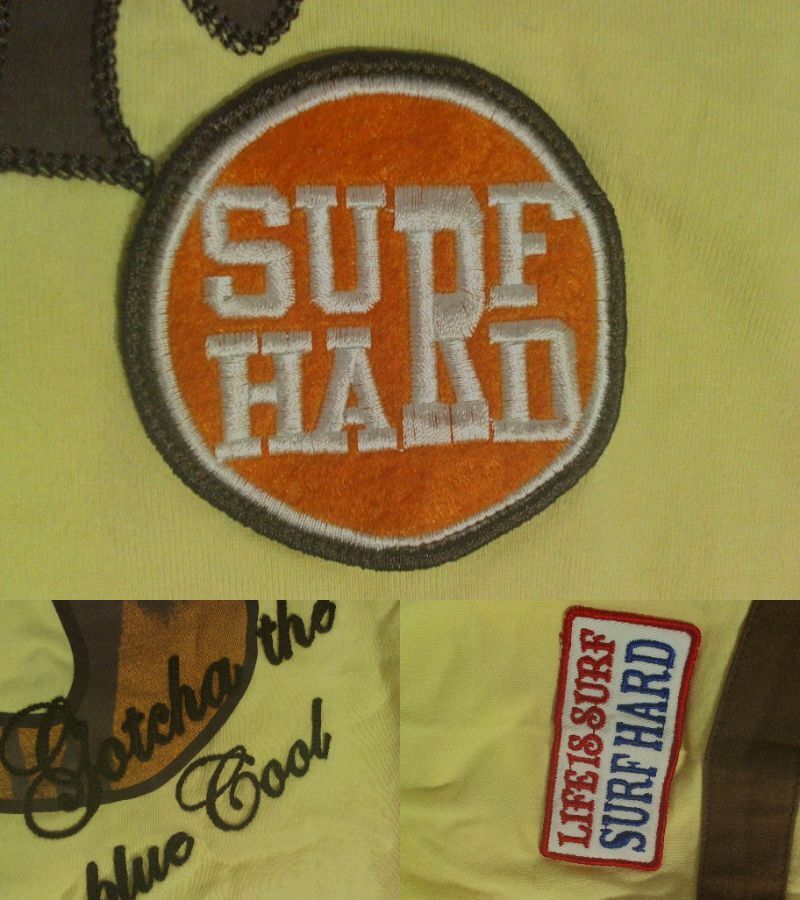 SURF
HARD
Gotcha the
Cool
blue
LIFE IS SURF
SURF HARD